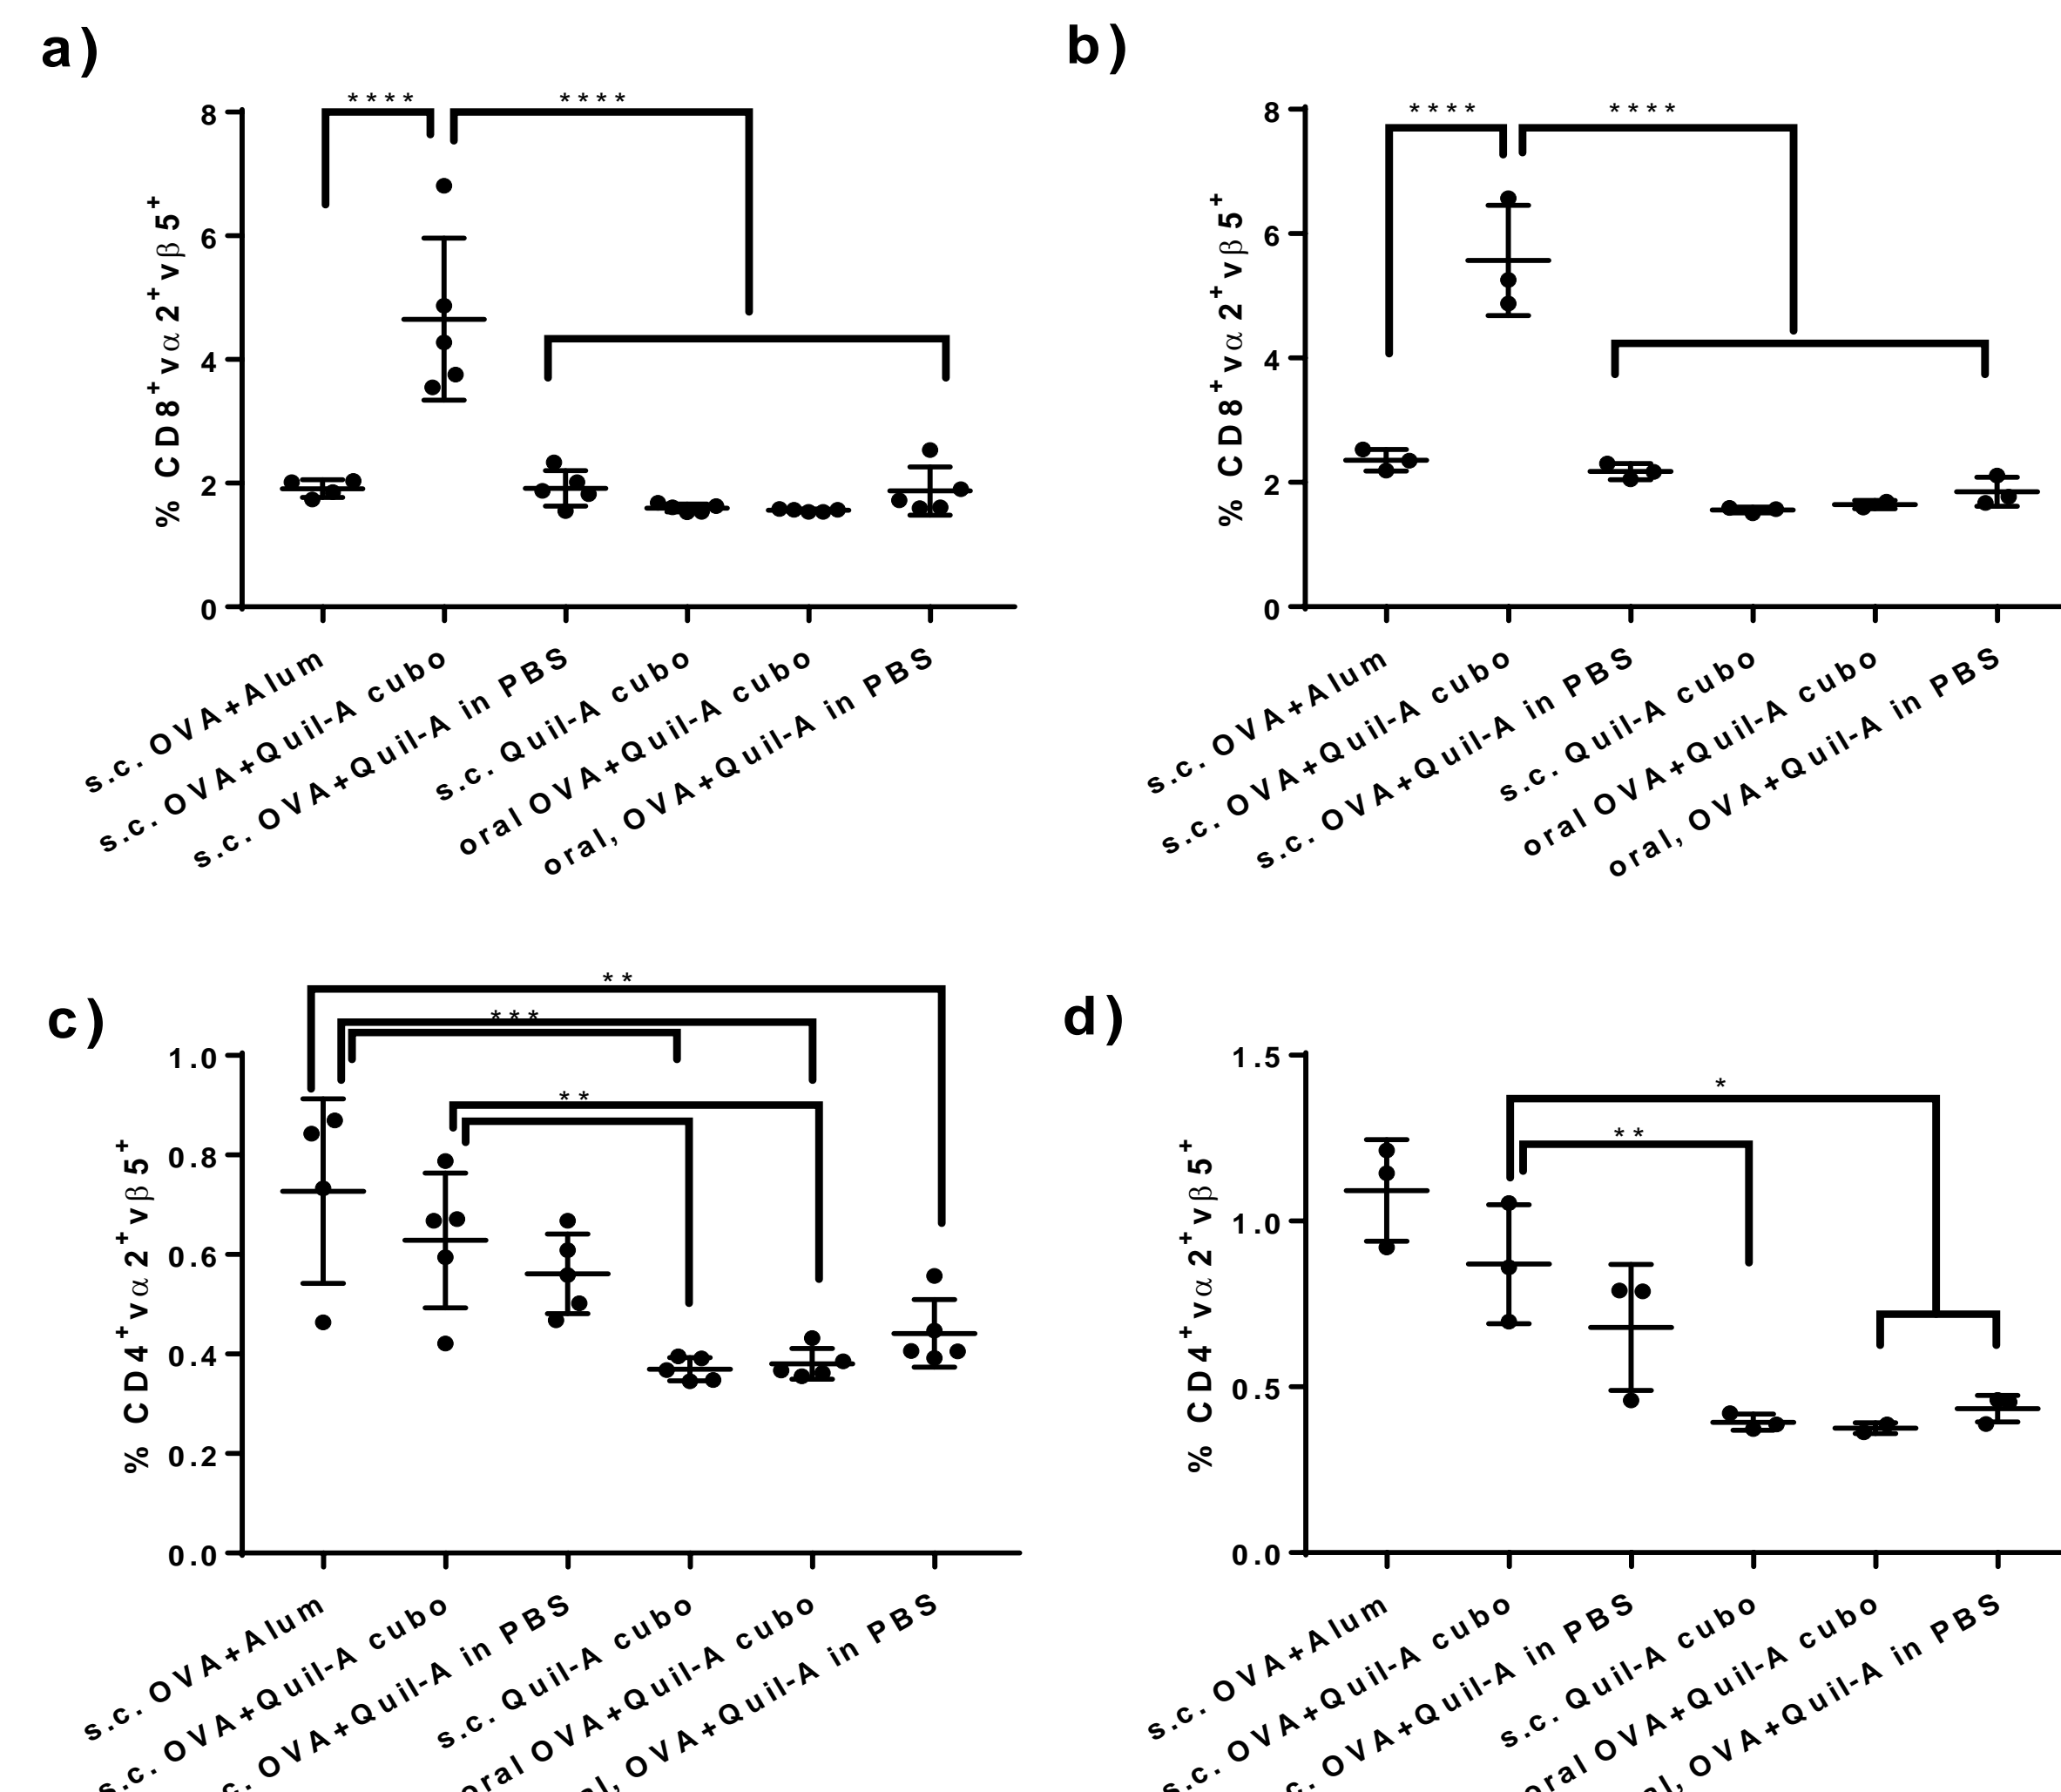 a)
% CD8+vα2+vβ5+
****
****
8
6
4
2
0
s.c. OVA+Alum
s.c. OVA+Quil-A cubo
s.c. OVA+Quil-A in PBS
s.c. Quil-A cubo
oral OVA+Quil-A cubo
oral, OVA+Quil-A in PBS
b)
% CD8+vα2+vβ5+
****
****
8
6
4
2
0
s.c. OVA+Alum
s.c. OVA+Quil-A cubo
s.c. OVA+Quil-A in PBS
s.c. Quil-A cubo
oral OVA+Quil-A cubo
oral, OVA+Quil-A in PBS
c)
% CD4+vα2+vβ5+
**
***
**
1.0
0.8
0.6
0.4
0.2
0.0
s.c. OVA+Alum
s.c. OVA+Quil-A cubo
c. OVA+Quil-A in PBS
s.c. Quil-A cubo
oral OVA+Quil-A cubo
al, OVA+Quil-A in PBS
d)
% CD4+vα2+vβ5+
*
**
1.5
1.0
0.5
0.0
s.c. OVA+Alum
s.c. OVA+Quil-A cubo
c. OVA+Quil-A in PBS
s.c. Quil-A cubo
oral OVA+Quil-A cubo
al, OVA+Quil-A in PBS